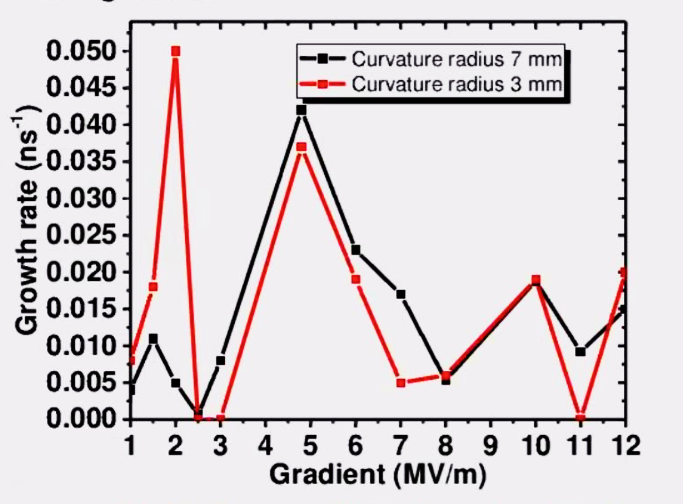 Curvature radius 7 mm
Curvature radius 3 mm
Growth rate (ns⁻¹)
0.050
0.045
0.040
0.035
0.030
0.025
0.020
0.015
0.010
0.005
0.000
1 2 3 4 5 6 7 8 9 10 11 12
Gradient (MV/m)